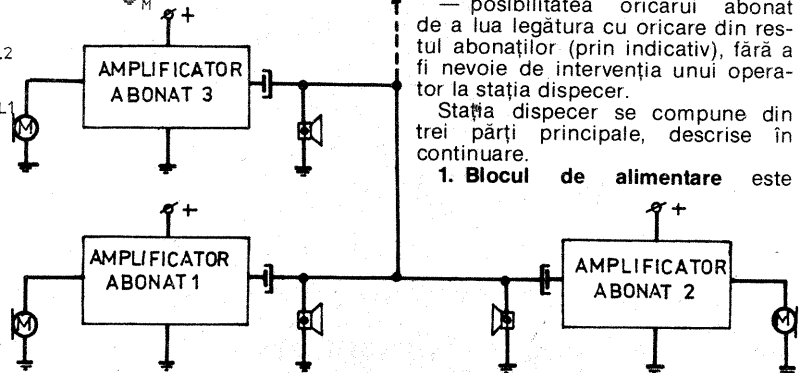 M
+
L2
AMPLIFICATOR
ABONAT 3
L1
M
— posibilitatea oricărui abonat
de a lua legătura cu oricare din res-
tul abonaților (prin indicativ), fără a
fi nevoie de intervenția unui opera-
tor la stația dispecer.
Stația dispecer se compune din
trei părți principale, descrise în
continuare.
1. Blocul de alimentare este
+
AMPLIFICATOR
ABONAT 1
M
+
AMPLIFICATOR
ABONAT 2
M